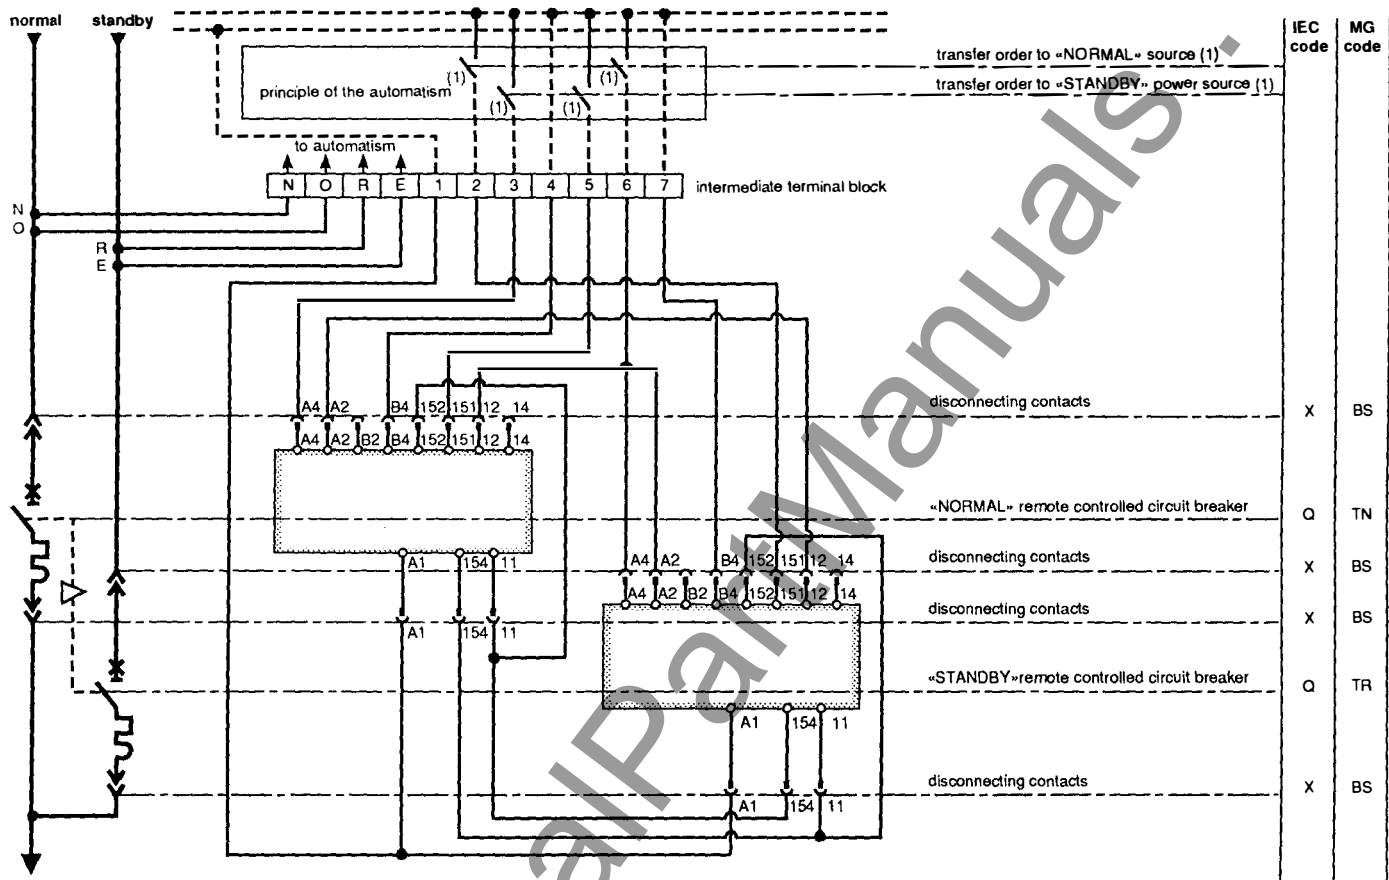 normal standby
IEC code MG code
transfer order to «NORMAL» source (1)
(1) (1)
transfer order to «STANDBY» power source (1)
principle of the automatism
(1) (1)
to automatism
N O R E 1 2 3 4 5 6 7
intermediate terminal block
N
O
R
E
A4 A2 B4 152 151 12 14
disconnecting contacts
X BS
A4 A2 B2 B4 152 151 12 14
«NORMAL» remote controlled circuit breaker
Q TN
A1 154 11
A4 A2 B4 152 151 12 14
disconnecting contacts
X BS
A4 A2 B2 B4 152 151 12 14
disconnecting contacts
X BS
A1 154 11
«STANDBY» remote controlled circuit breaker
Q TR
A1 154 11
disconnecting contacts
X BS
A1 154 11
alPartManuals.